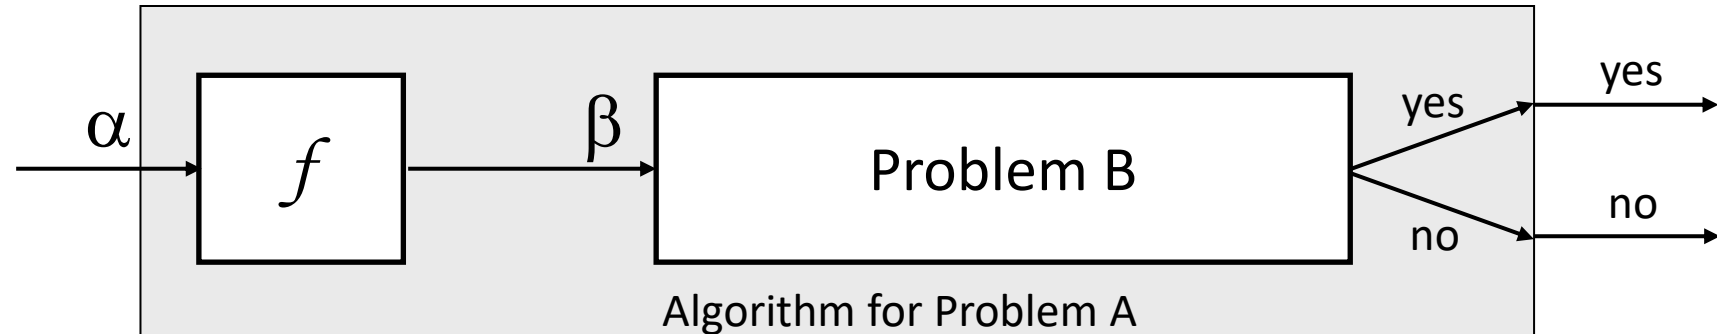 α
f
β
Problem B
yes
no
yes
no
Algorithm for Problem A